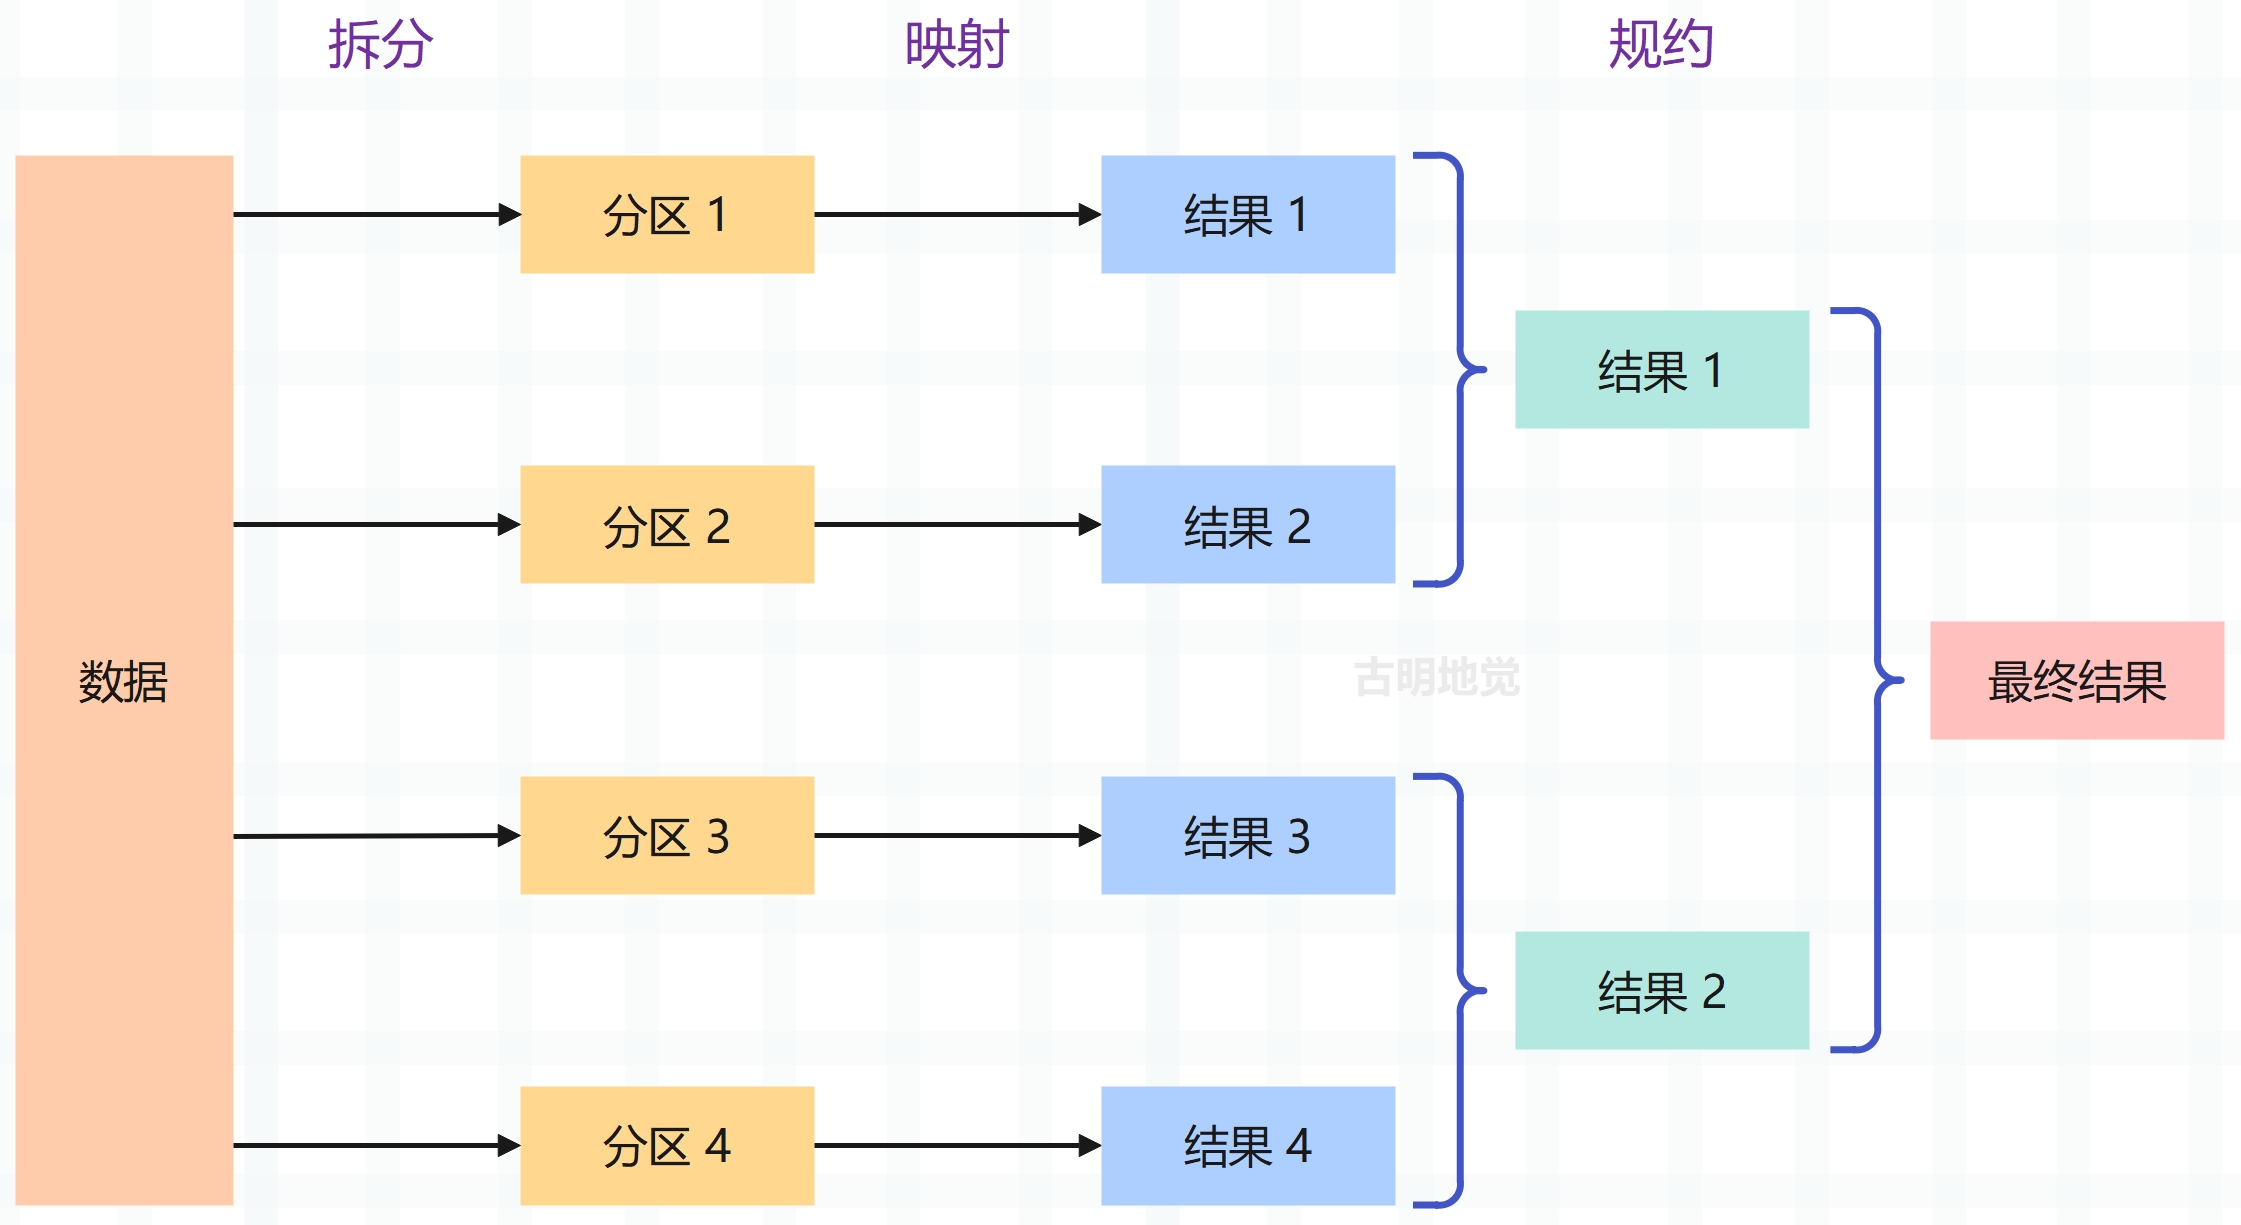 拆分
映射
规约
分区 1
结果 1
结果 1
分区 2
结果 2
数据
古明地觉
最终结果
分区 3
结果 3
结果 2
分区 4
结果 4